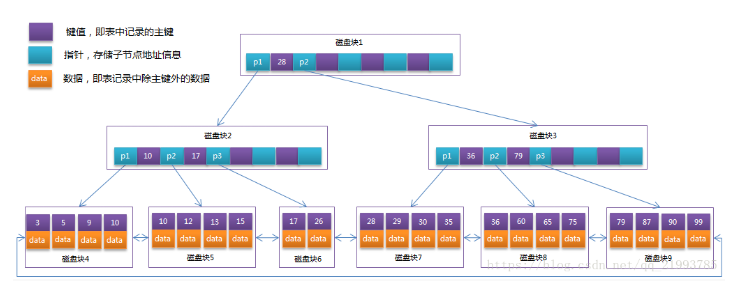 键值，即表中记录的主键
指针，存储子节点地址信息
data 数据，即表记录中除主键外的数据
磁盘块1
p1 28 p2
磁盘块2
p1 10 p2 17 p3
磁盘块3
p1 36 p2 79 p3
3 5 9 10
data data data data
磁盘块4
10 12 13 15
data data data data
磁盘块5
17 26
data data
磁盘块6
28 29 30 35
data data data data
磁盘块7
36 60 65 75
data data data data
磁盘块8
79 87 90 99
data data data data
磁盘块9
https://blog.csdn.net/qq_21993785